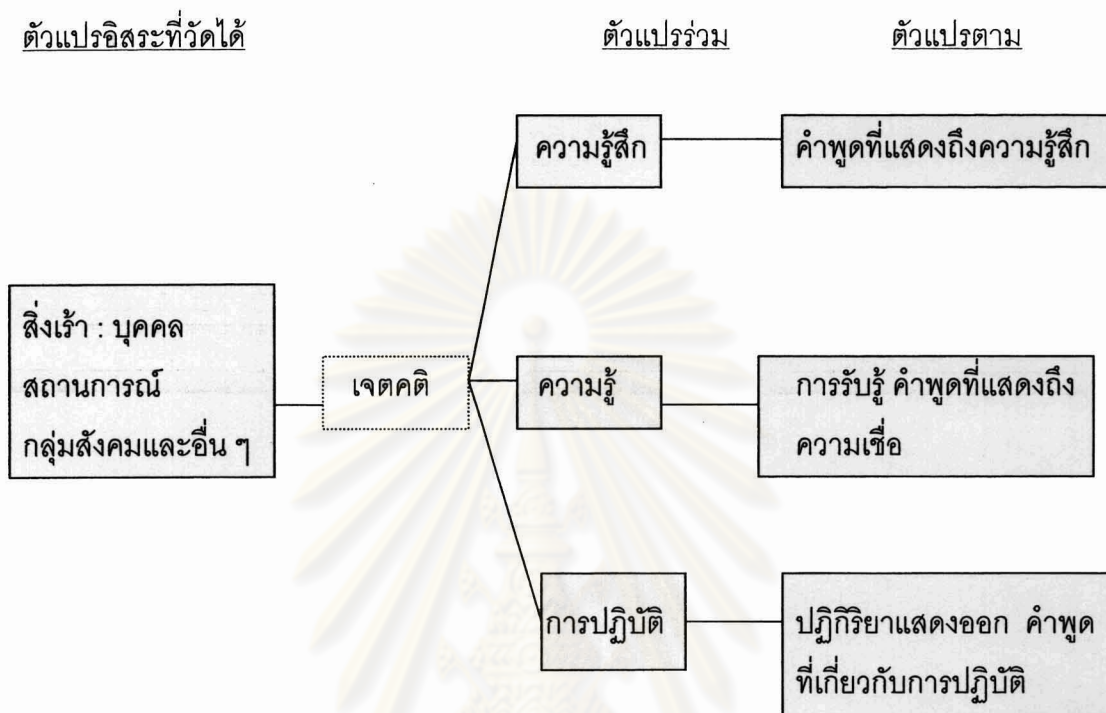 ตัวแปรอิสระที่วัดได้
ตัวแปรร่วม
ตัวแปรตาม
ความรู้สึก
คำพูดที่แสดงถึงความรู้สึก
สิ่งเร้า : บุคคล
สถานการณ์
กลุ่มสังคมและอื่น ๆ
เจตคติ
ความรู้
การรับรู้ คำพูดที่แสดงถึง
ความเชื่อ
การปฏิบัติ
ปฏิกิริยาแสดงออก คำพูด
ที่เกี่ยวกับการปฏิบัติ